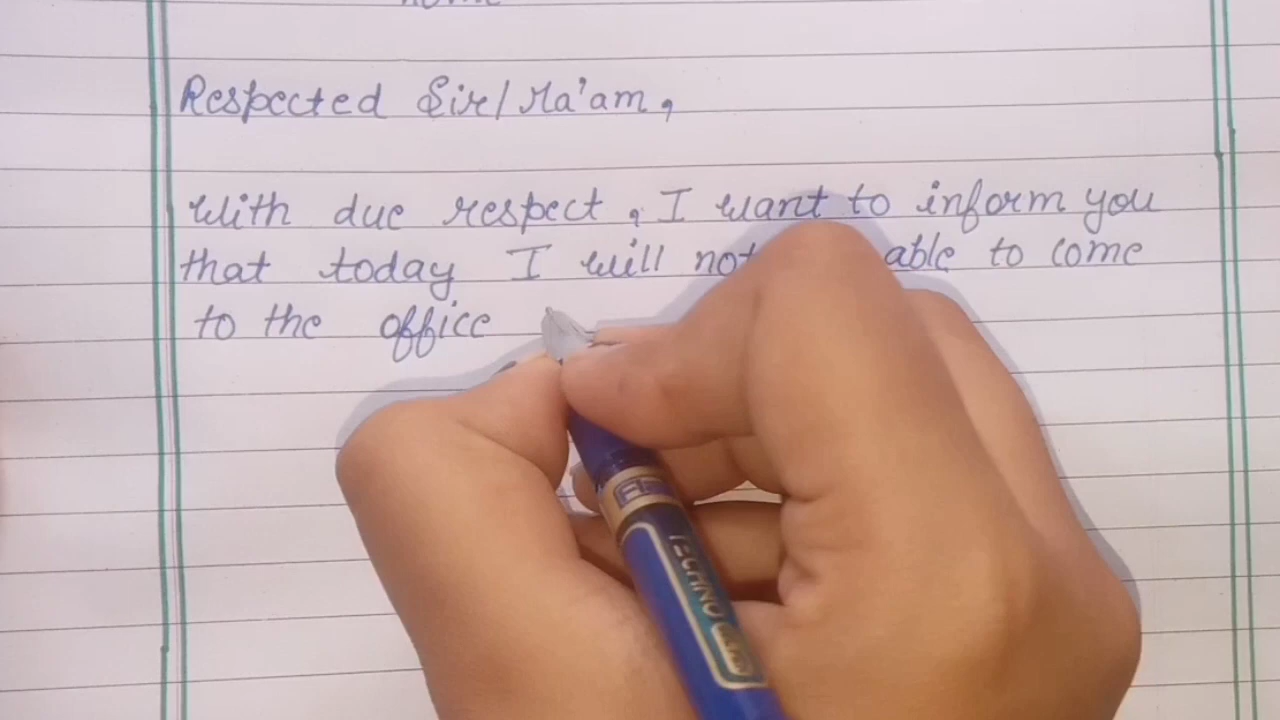 Respected Sir/Ma'am,
With due respect, I want to inform you
that today I will not able to come
to the office
TECHNO